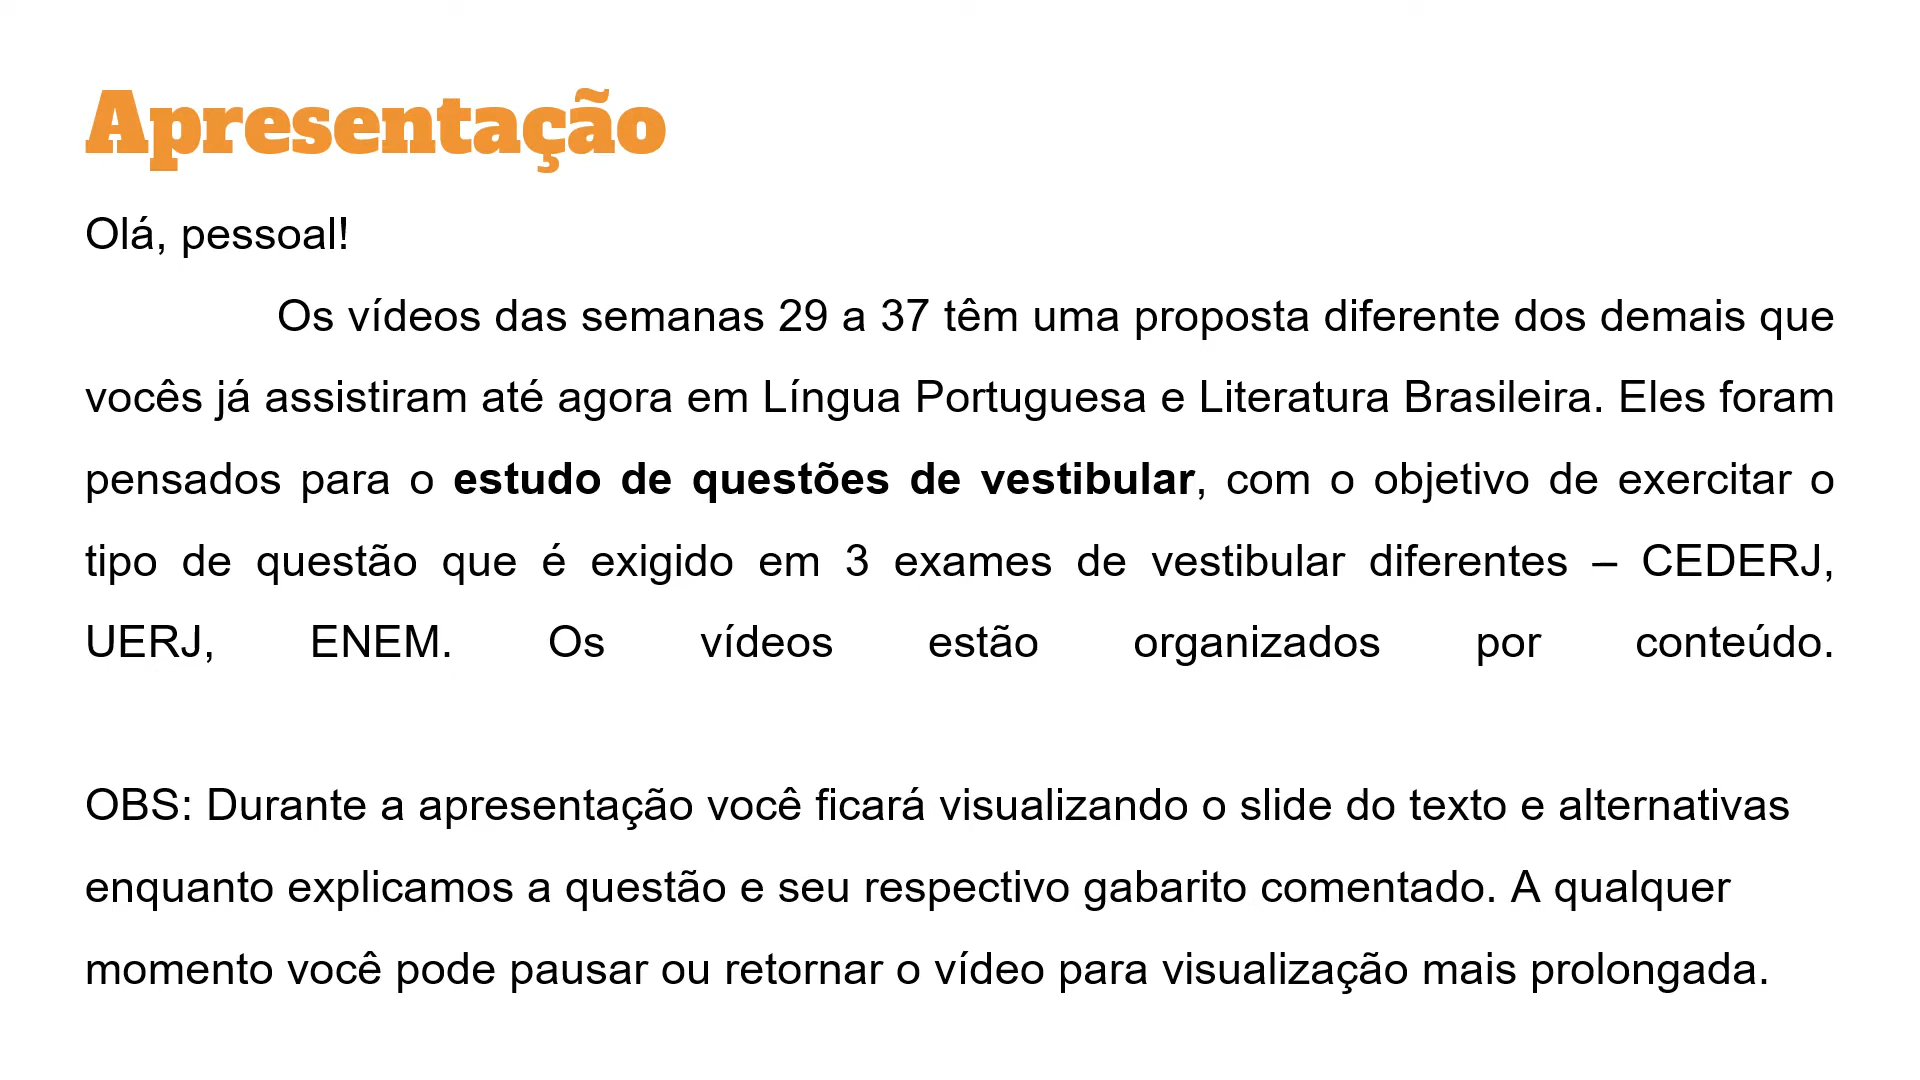 Apresentação
Olá, pessoal!
Os vídeos das semanas 29 a 37 têm uma proposta diferente dos demais que
vocês já assistiram até agora em Língua Portuguesa e Literatura Brasileira. Eles foram
pensados para o estudo de questões de vestibular, com o objetivo de exercitar o
tipo de questão que é exigido em 3 exames de vestibular diferentes – CEDERJ,
UERJ, ENEM. Os vídeos estão organizados por conteúdo.
OBS: Durante a apresentação você ficará visualizando o slide do texto e alternativas
enquanto explicamos a questão e seu respectivo gabarito comentado. A qualquer
momento você pode pausar ou retornar o vídeo para visualização mais prolongada.